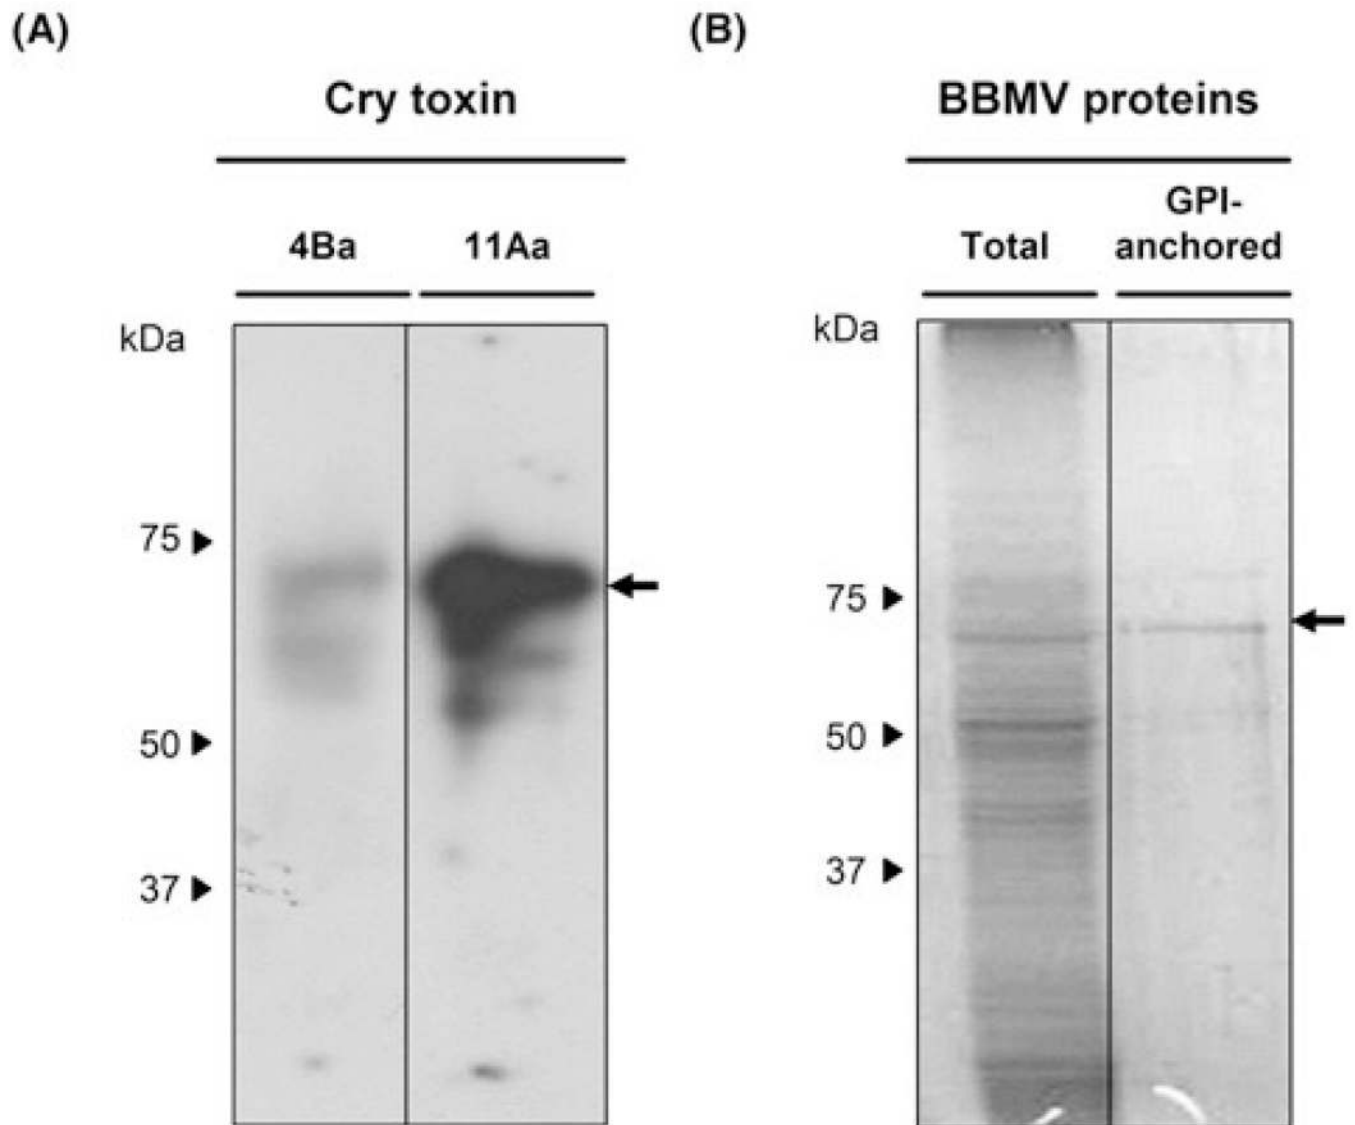 (A)
Cry toxin
4Ba
11Aa
kDa
75
50
37
(B)
BBMV proteins
Total
GPI-
anchored
kDa
75
50
37